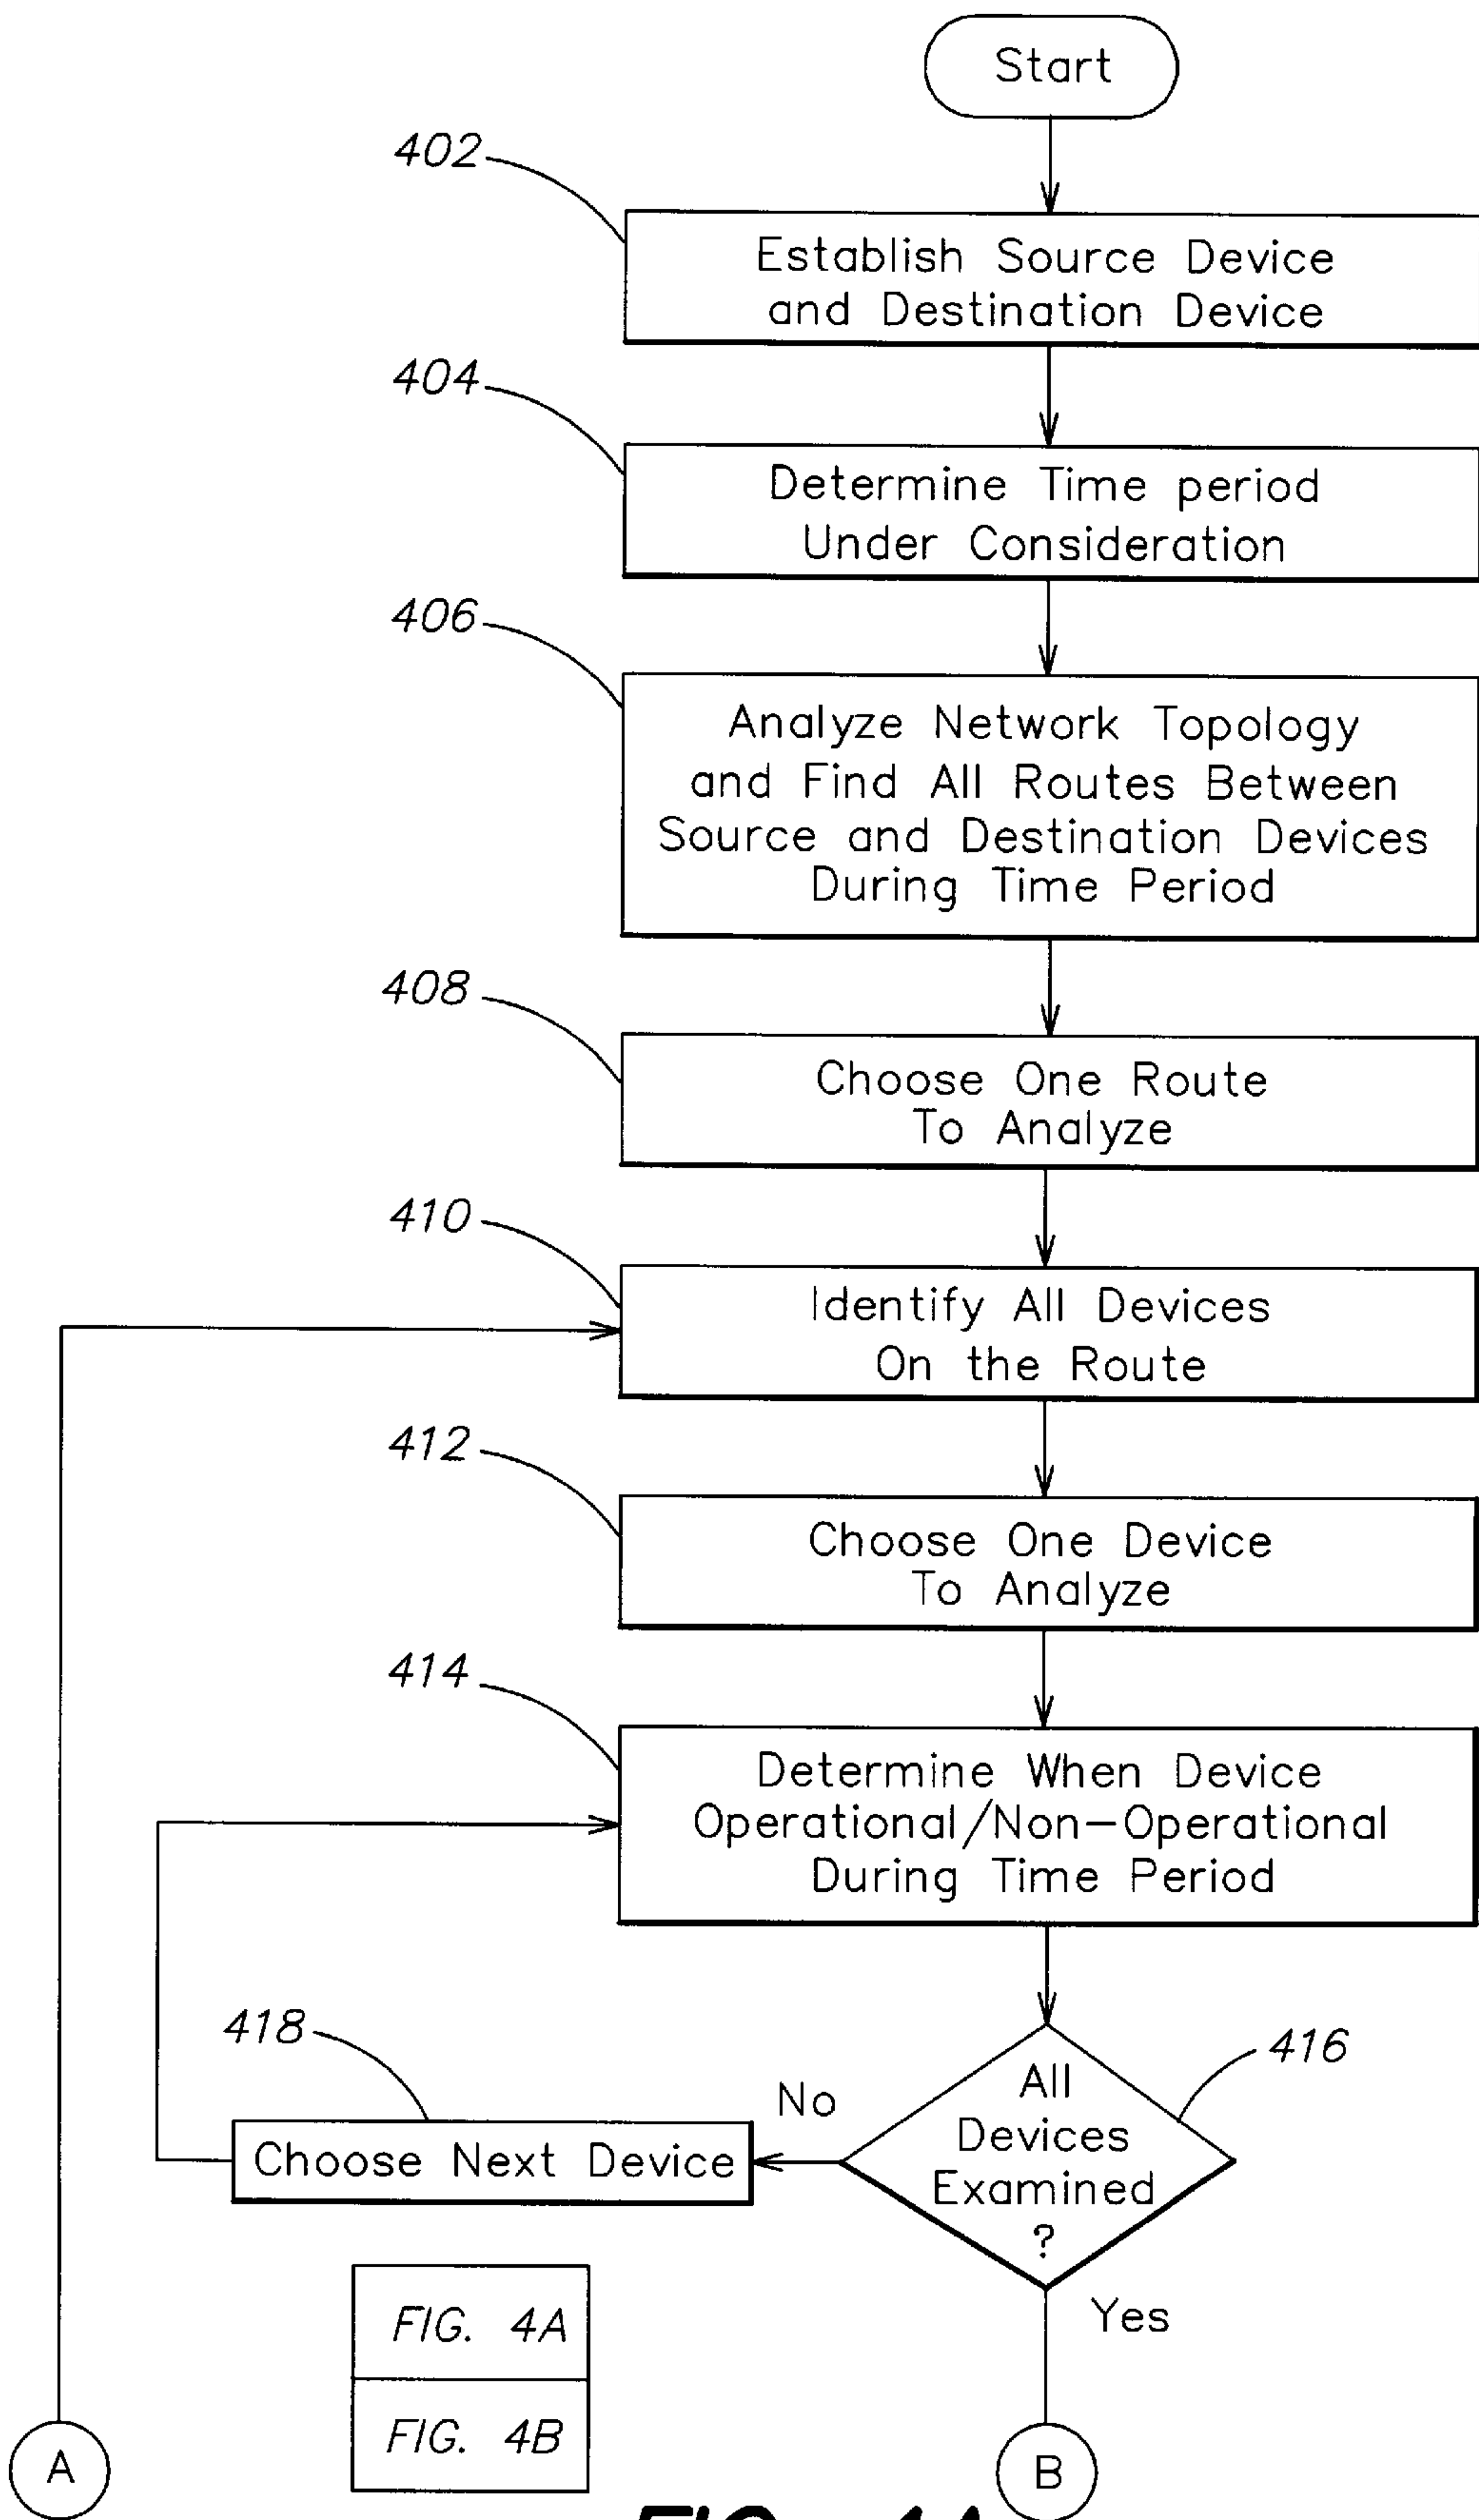 Start
402
Establish Source Device
and Destination Device
404
Determine Time period
Under Consideration
406
Analyze Network Topology
and Find All Routes Between
Source and Destination Devices
During Time Period
408
Choose One Route
To Analyze
410
Identify All Devices
On the Route
412
Choose One Device
To Analyze
414
Determine When Device
Operational/Non-Operational
During Time Period
418
416
All
Devices
Examined
?
No
Choose Next Device
Yes
FIG. 4A
FIG. 4B
A
B
FIG. 4A